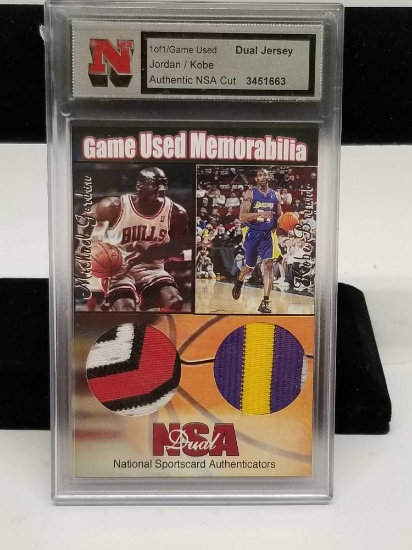 N
1of1/Game Used Dual Jersey
Jordan / Kobe
Authentic NSA Cut 3451663
Game Used Memorabilia
Michael Jordan
BULLS
LAKERS
Kobe Bryant
NSA
Dual
National Sportscard Authenticators